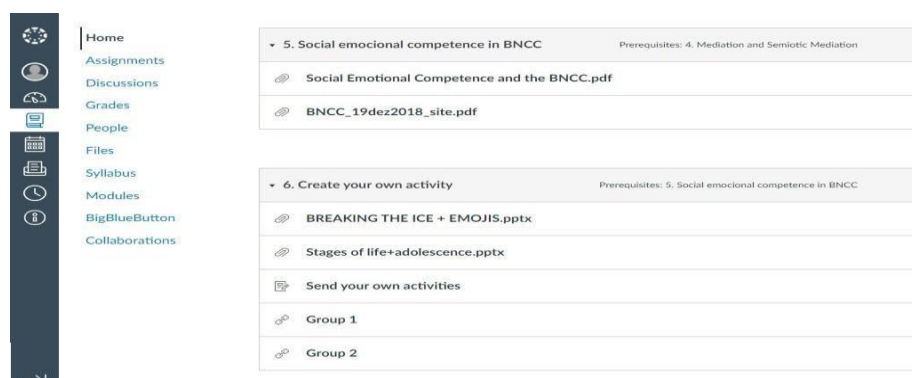 Home
Assignments
Discussions
Grades
People
Files
Syllabus
Modules
BigBlueButton
Collaborations
5. Social emocional competence in BNCC Prerequisites: 4. Mediation and Semiotic Mediation
Social Emotional Competence and the BNCC.pdf
BNCC_19dez2018_site.pdf
6. Create your own activity Prerequisites: 5. Social emocional competence in BNCC
BREAKING THE ICE + EMOJIS.pptx
Stages of life+adolescence.pptx
Send your own activities
Group 1
Group 2